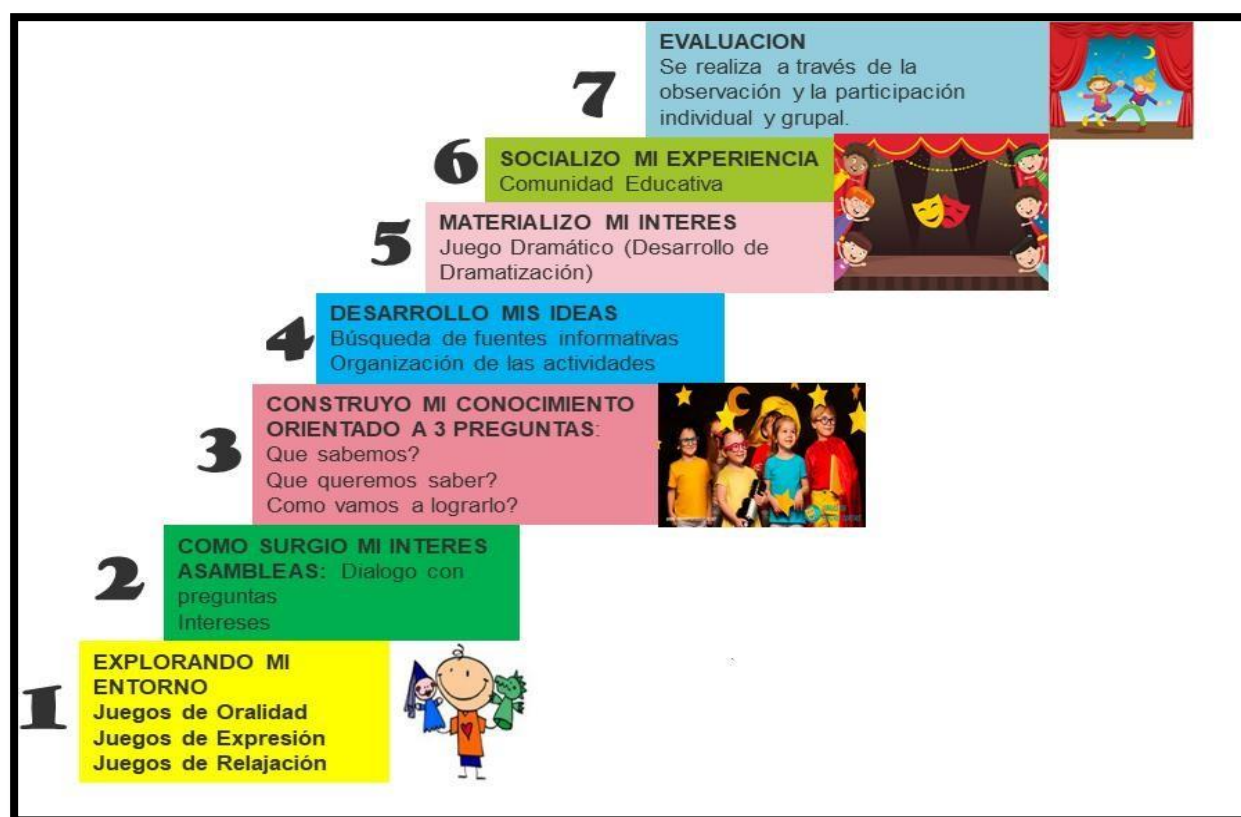 7
EVALUACION
Se realiza a través de la
observación y la participación
individual y grupal.
6
SOCIALIZO MI EXPERIENCIA
Comunidad Educativa
5
MATERIALIZO MI INTERES
Juego Dramático (Desarrollo de
Dramatización)
4
DESARROLLO MIS IDEAS
Búsqueda de fuentes informativas
Organización de las actividades
3
CONSTRUYO MI CONOCIMIENTO
ORIENTADO A 3 PREGUNTAS:
Que sabemos?
Que queremos saber?
Como vamos a lograrlo?
2
COMO SURGIO MI INTERES
ASAMBLEAS: Dialogo con
preguntas
Intereses
1
EXPLORANDO MI
ENTORNO
Juegos de Oralidad
Juegos de Expresión
Juegos de Relajación